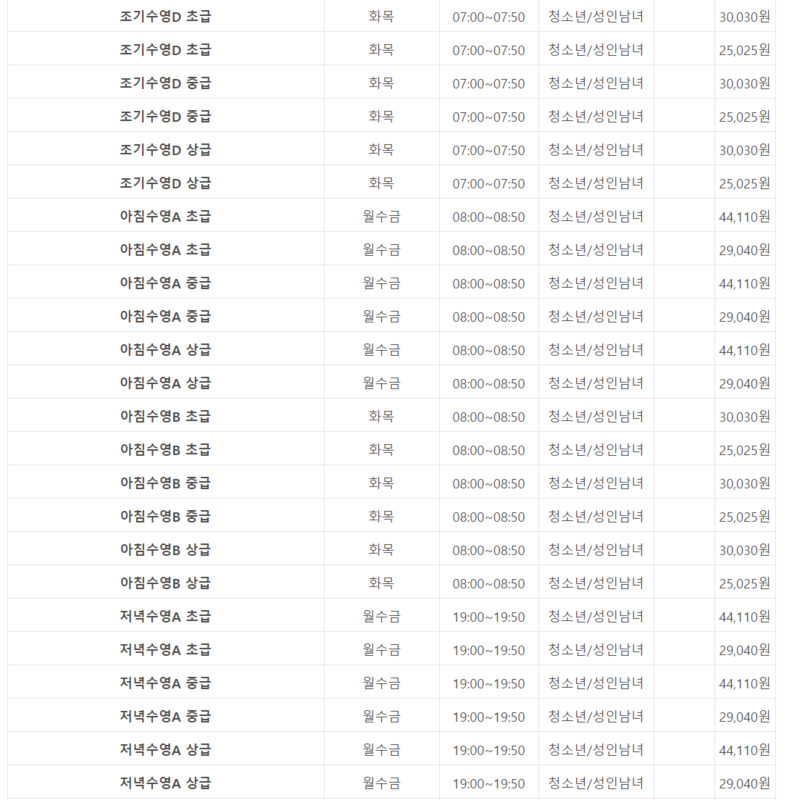 조기수영D 초급 화목 07:00~07:50 청소년/성인남녀 30,030원
조기수영D 초급 화목 07:00~07:50 청소년/성인남녀 25,025원
조기수영D 중급 화목 07:00~07:50 청소년/성인남녀 30,030원
조기수영D 중급 화목 07:00~07:50 청소년/성인남녀 25,025원
조기수영D 상급 화목 07:00~07:50 청소년/성인남녀 30,030원
조기수영D 상급 화목 07:00~07:50 청소년/성인남녀 25,025원
아침수영A 초급 월수금 08:00~08:50 청소년/성인남녀 44,110원
아침수영A 초급 월수금 08:00~08:50 청소년/성인남녀 29,040원
아침수영A 중급 월수금 08:00~08:50 청소년/성인남녀 44,110원
아침수영A 중급 월수금 08:00~08:50 청소년/성인남녀 29,040원
아침수영A 상급 월수금 08:00~08:50 청소년/성인남녀 44,110원
아침수영A 상급 월수금 08:00~08:50 청소년/성인남녀 29,040원
아침수영B 초급 화목 08:00~08:50 청소년/성인남녀 30,030원
아침수영B 초급 화목 08:00~08:50 청소년/성인남녀 25,025원
아침수영B 중급 화목 08:00~08:50 청소년/성인남녀 30,030원
아침수영B 중급 화목 08:00~08:50 청소년/성인남녀 25,025원
아침수영B 상급 화목 08:00~08:50 청소년/성인남녀 30,030원
아침수영B 상급 화목 08:00~08:50 청소년/성인남녀 25,025원
저녁수영A 초급 월수금 19:00~19:50 청소년/성인남녀 44,110원
저녁수영A 초급 월수금 19:00~19:50 청소년/성인남녀 29,040원
저녁수영A 중급 월수금 19:00~19:50 청소년/성인남녀 44,110원
저녁수영A 중급 월수금 19:00~19:50 청소년/성인남녀 29,040원
저녁수영A 상급 월수금 19:00~19:50 청소년/성인남녀 44,110원
저녁수영A 상급 월수금 19:00~19:50 청소년/성인남녀 29,040원